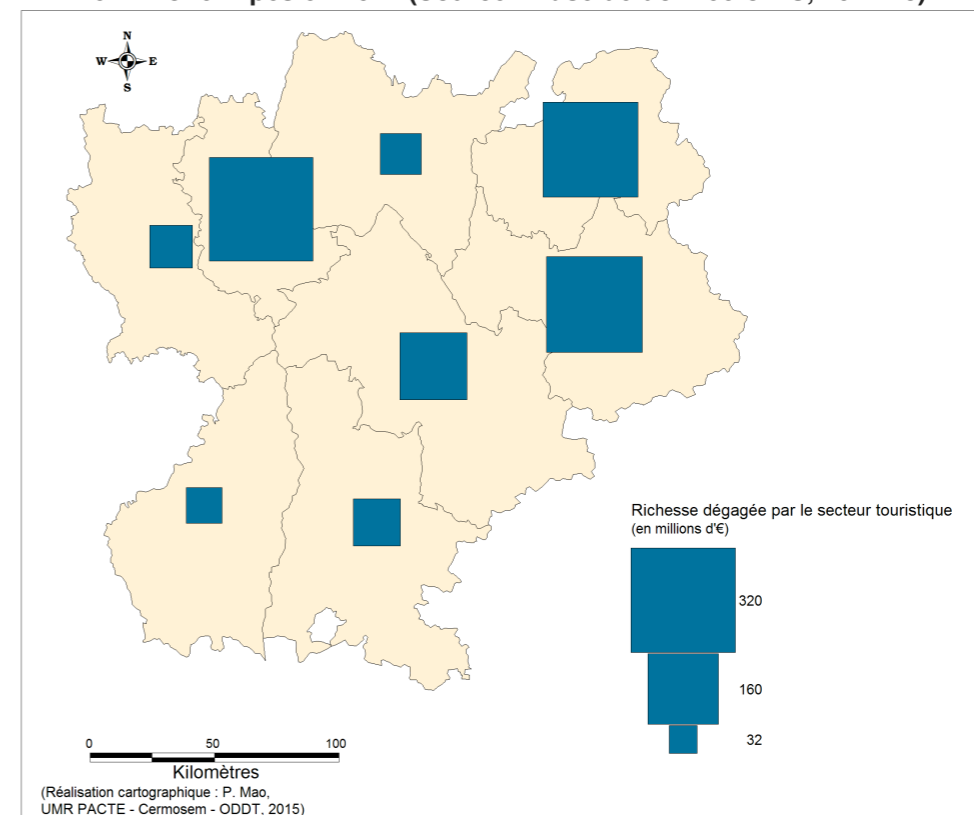 N
W E
S
Richesse dégagée par le secteur touristique
(en millions d'€)
320
160
32
0 50 100
Kilomètres
(Réalisation cartographique : P. Mao,
UMR PACTE - Cermosem - ODDT, 2015)